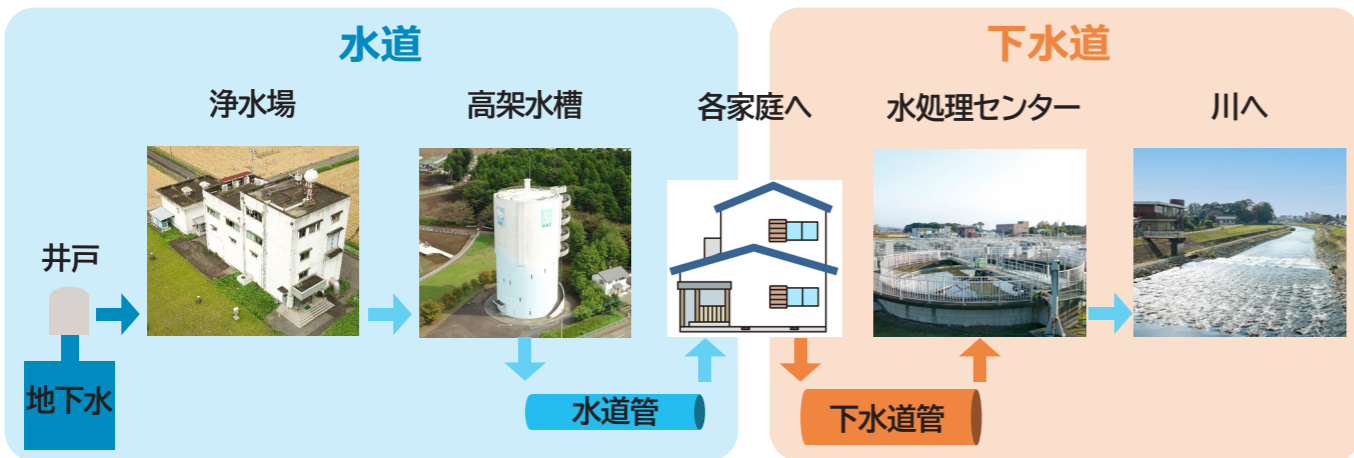 水道
下水道
浄水場
高架水槽
各家庭へ
水処理センター
川へ
井戸
地下水
水道管
下水道管